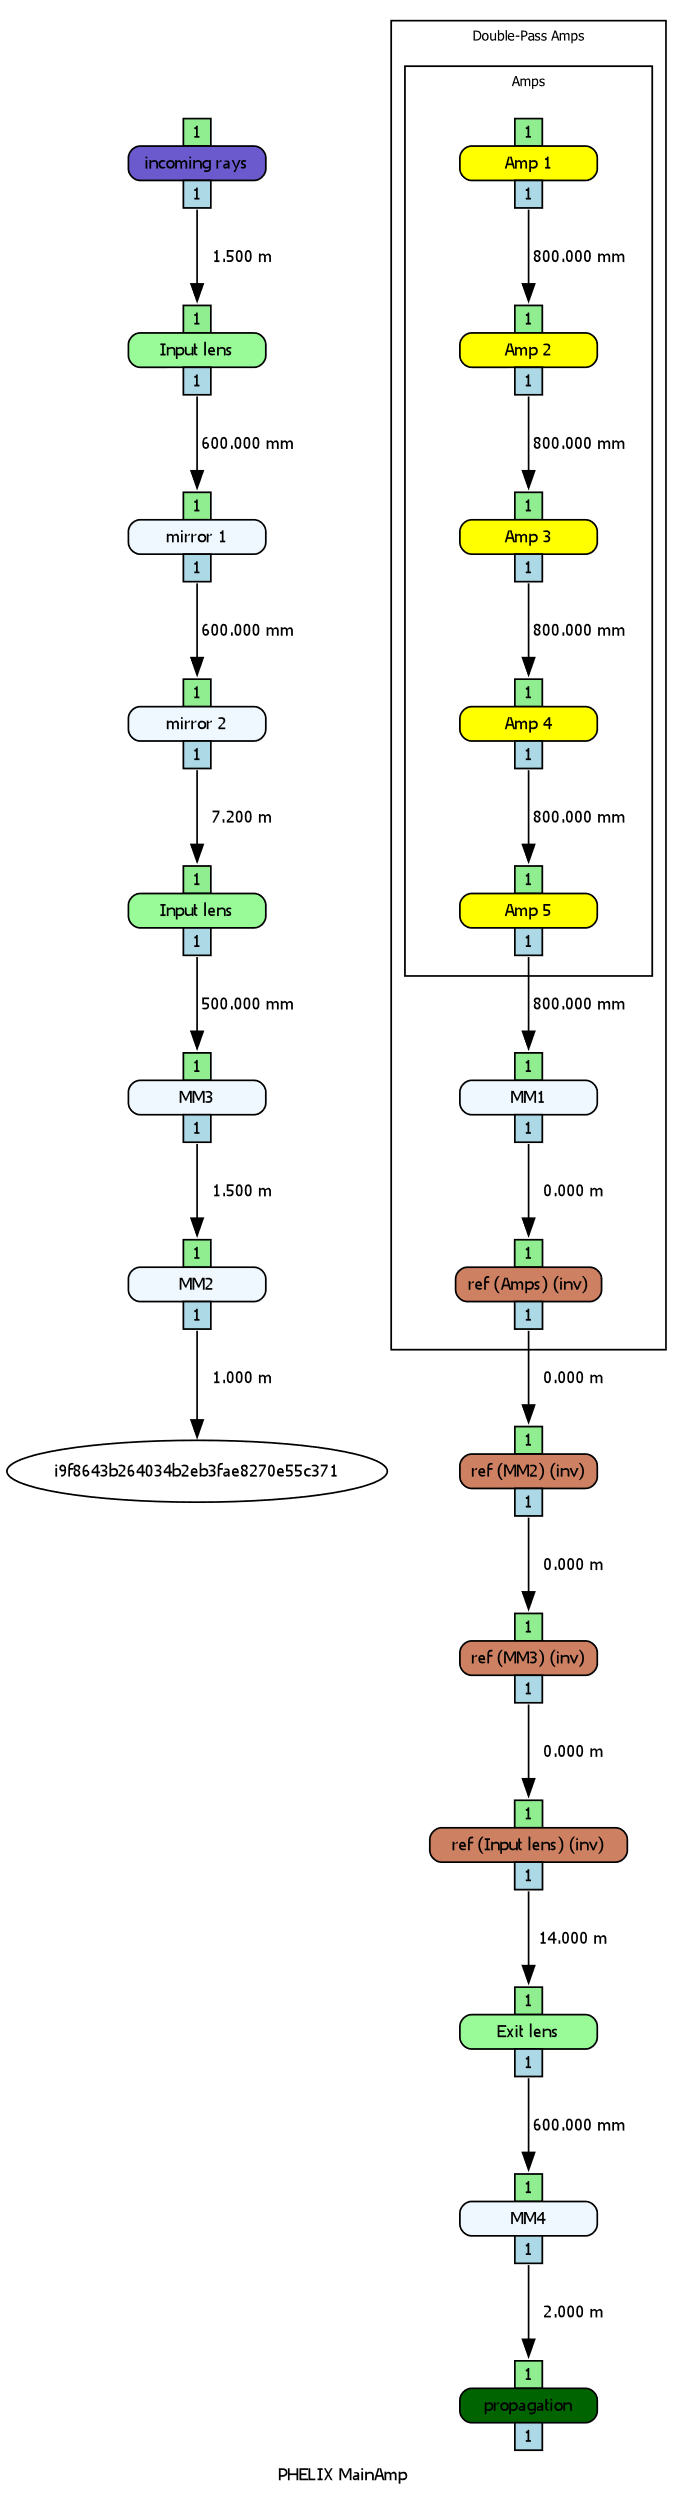 1
incoming rays
1
1.500 m
1
Input lens
1
600.000 mm
1
mirror 1
1
600.000 mm
1
mirror 2
1
7.200 m
1
Input lens
1
500.000 mm
1
MM3
1
1.500 m
1
MM2
1
1.000 m
i9f8643b264034b2eb3fae8270e55c371
Double-Pass Amps
Amps
1
Amp 1
1
800.000 mm
1
Amp 2
1
800.000 mm
1
Amp 3
1
800.000 mm
1
Amp 4
1
800.000 mm
1
Amp 5
1
800.000 mm
1
MM1
1
0.000 m
1
ref (Amps) (inv)
1
0.000 m
1
ref (MM2) (inv)
1
0.000 m
1
ref (MM3) (inv)
1
0.000 m
1
ref (Input lens) (inv)
1
14.000 m
1
Exit lens
1
600.000 mm
1
MM4
1
2.000 m
1
propagation
1
PHELIX MainAmp